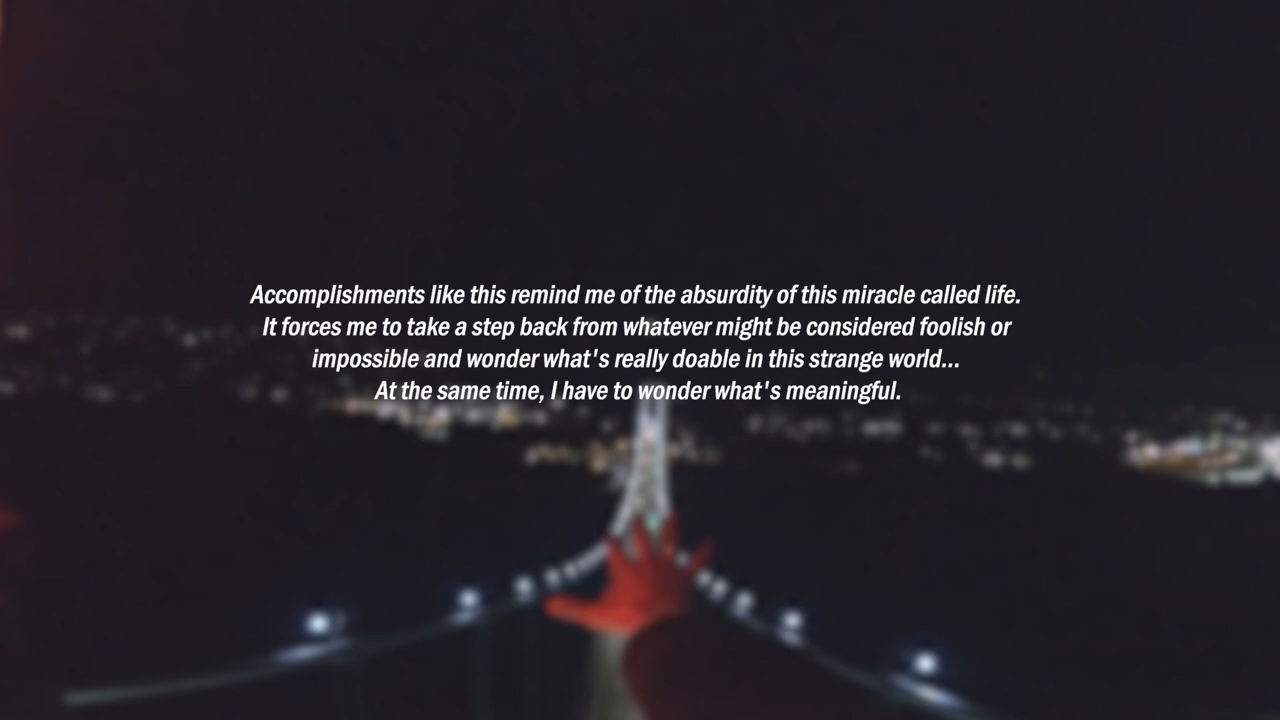 Accomplishments like this remind me of the absurdity of this miracle called life.
It forces me to take a step back from whatever might be considered foolish or
impossible and wonder what's really doable in this strange world...
At the same time, I have to wonder what's meaningful.